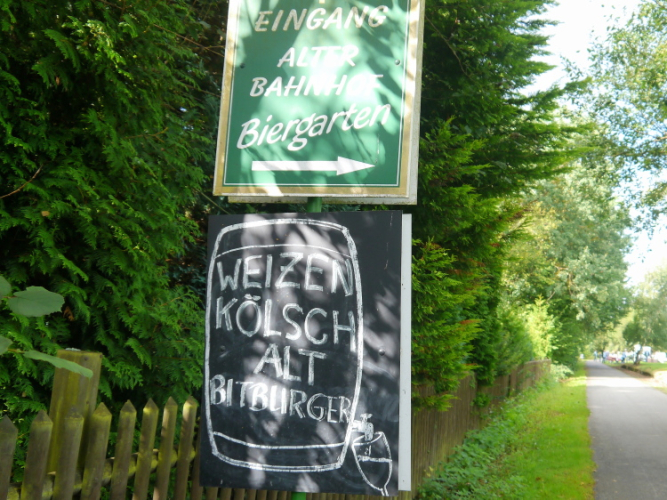 EINGANG
ALTER
BAHNHOF
Biergarten
WEIZEN
KÖLSCH
ALT
BITBURGER